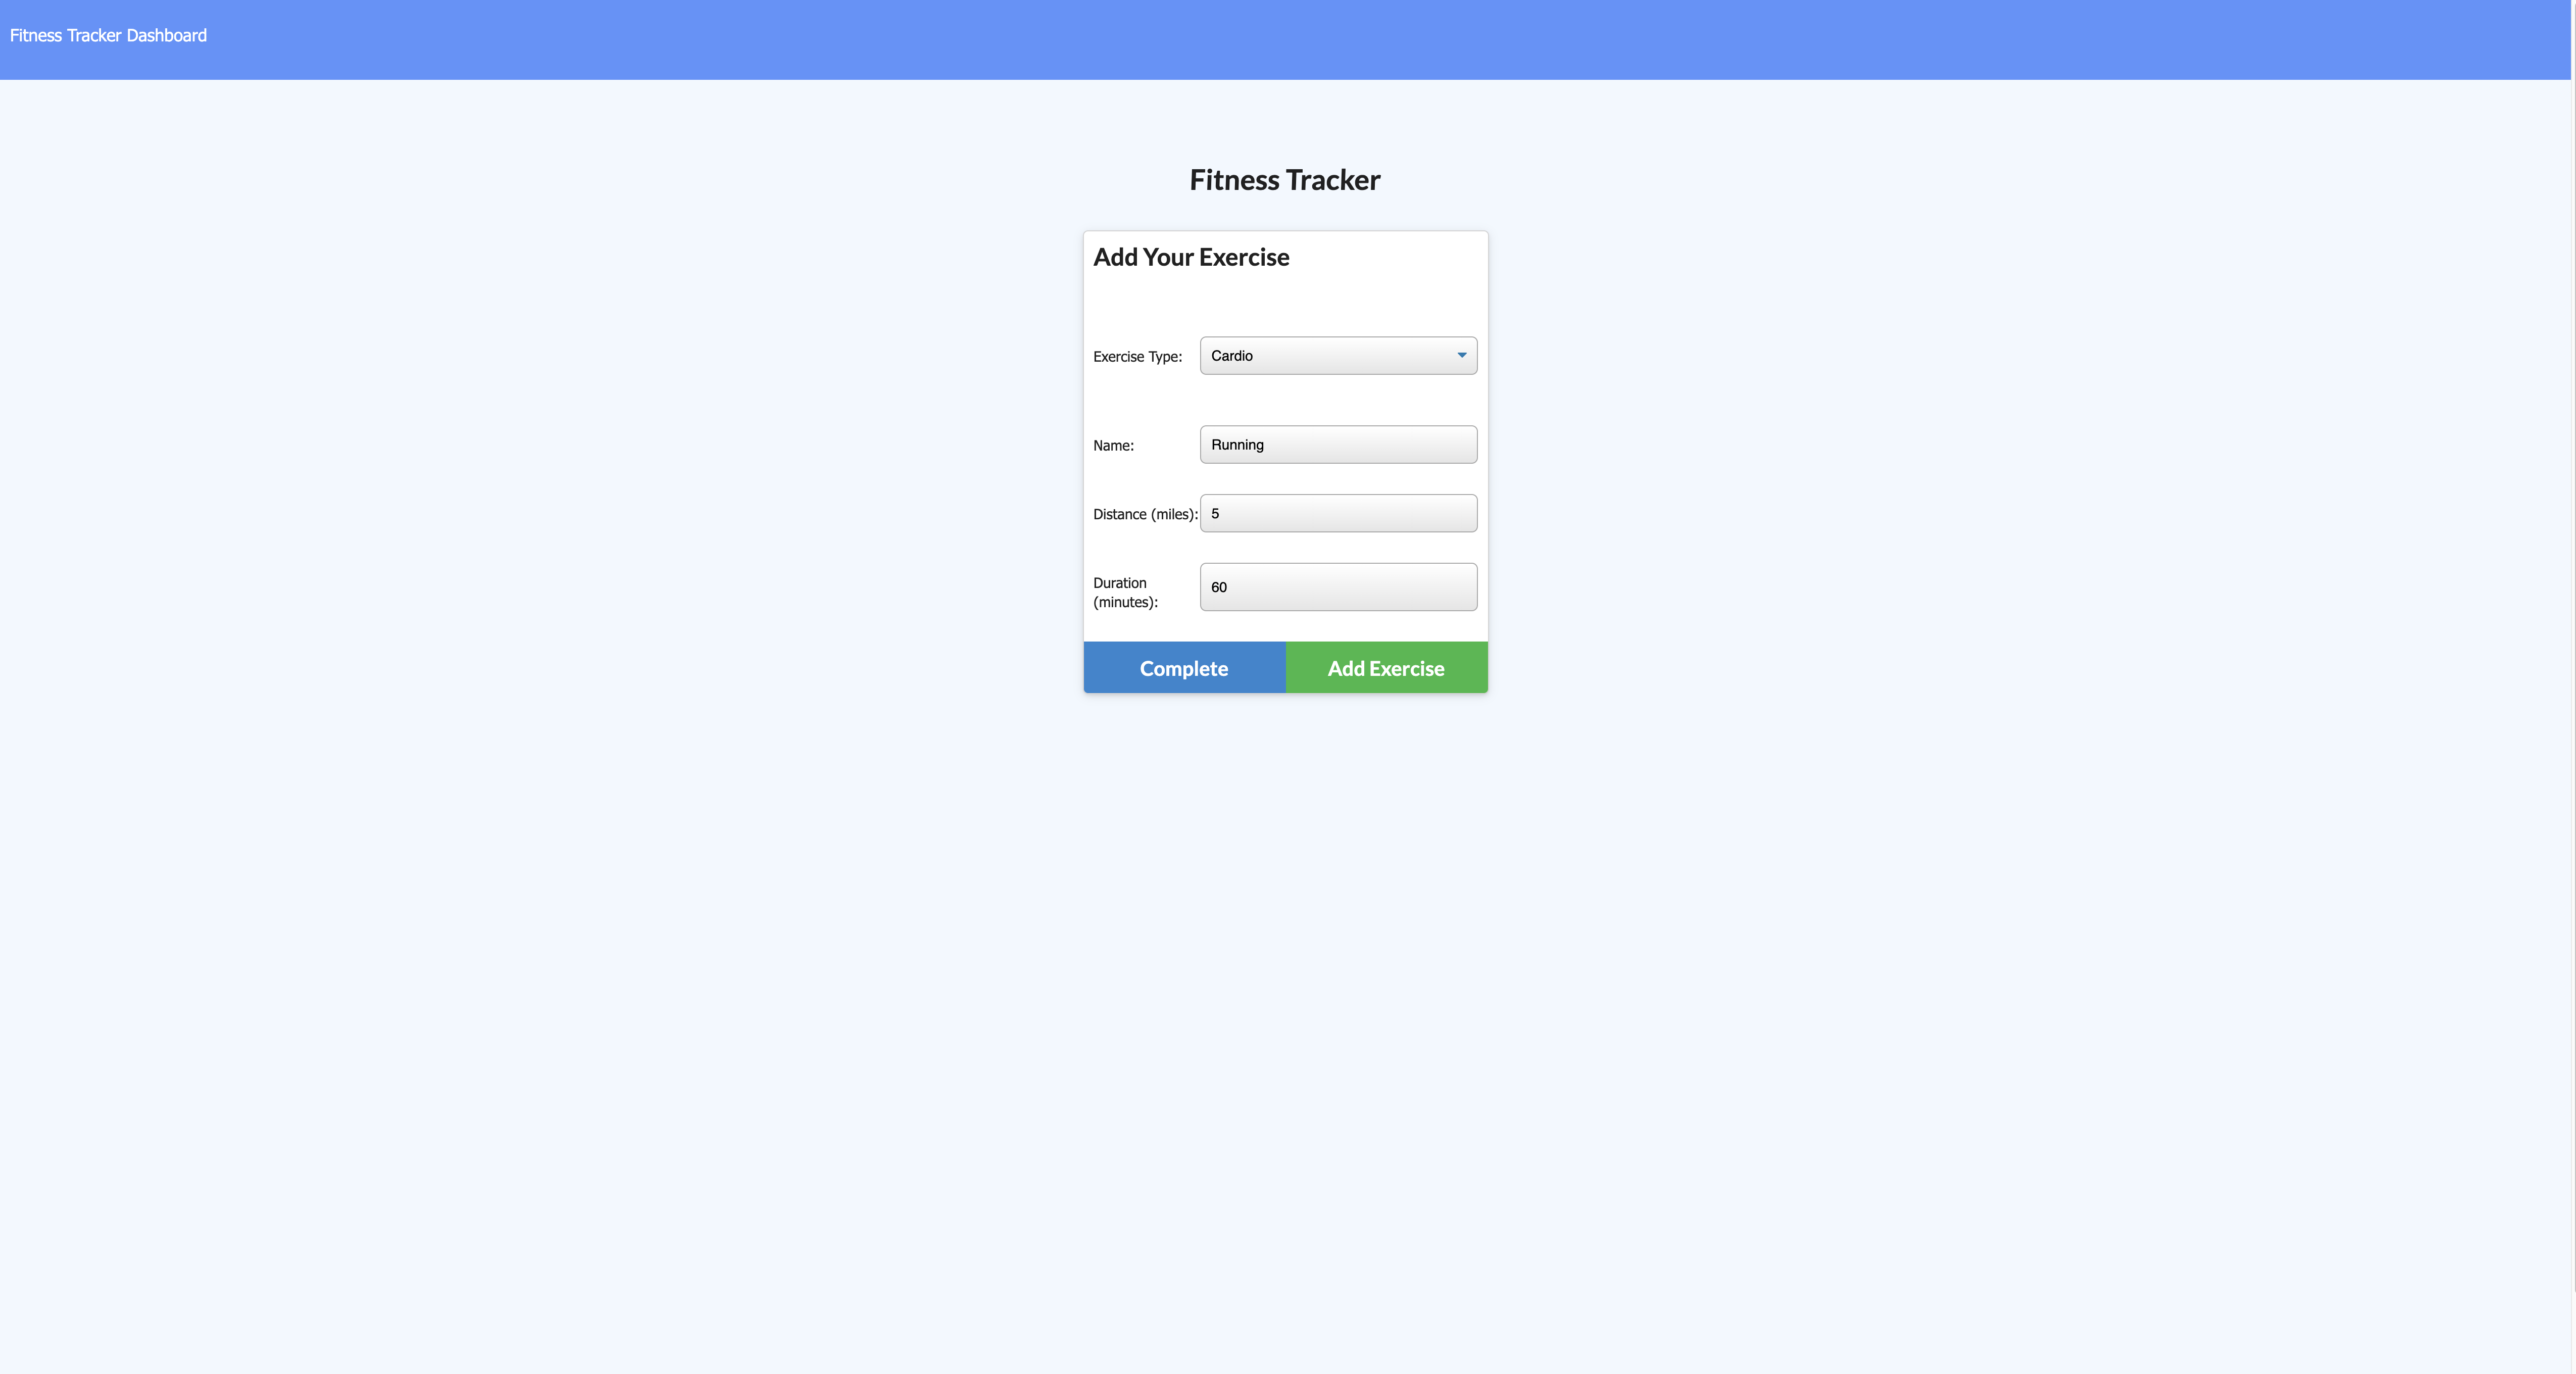 Fitness Tracker Dashboard
Fitness Tracker
Add Your Exercise
Exercise Type: Cardio
Name: Running
Distance (miles): 5
Duration
(minutes): 60
Complete Add Exercise